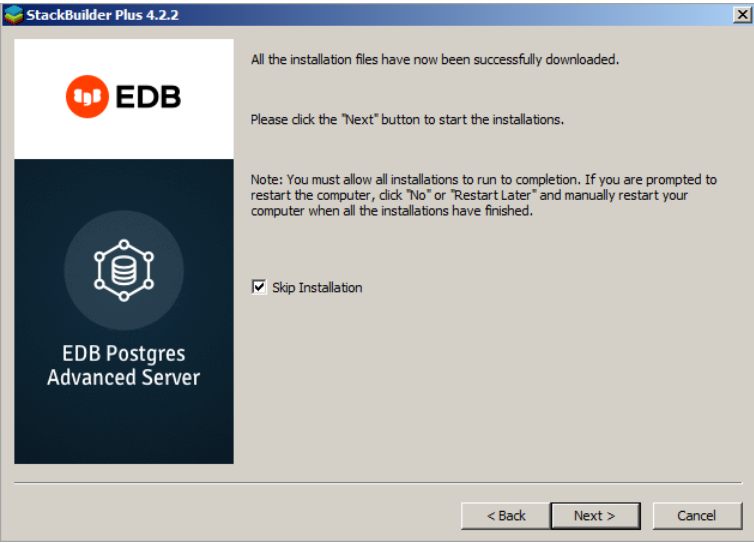 StackBuilder Plus 4.2.2
EDB
EDB Postgres
Advanced Server
All the installation files have now been successfully downloaded.
Please click the "Next" button to start the installations.
Note: You must allow all installations to run to completion. If you are prompted to
restart the computer, click "No" or "Restart Later" and manually restart your
computer when all the installations have finished.
Skip Installation
< Back
Next >
Cancel